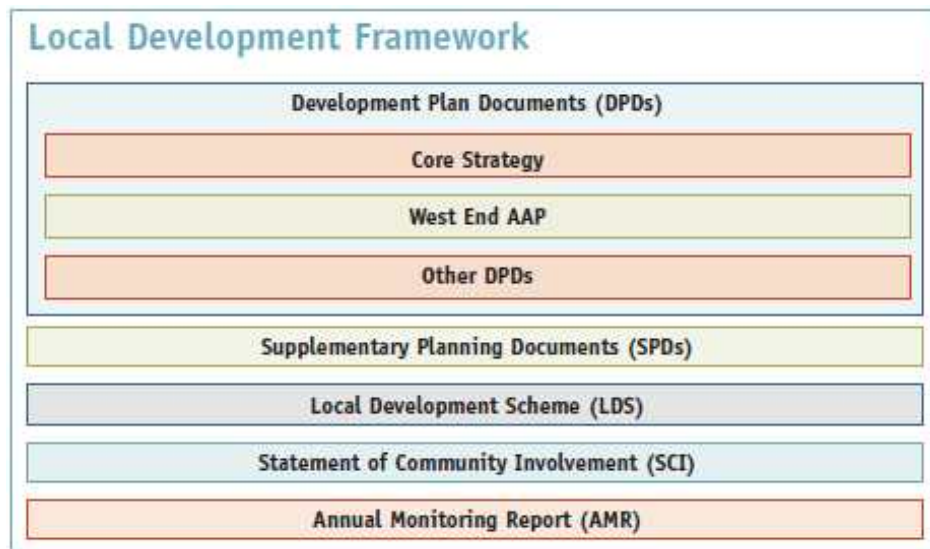 Local Development Framework
Development Plan Documents (DPDs)
Core Strategy
West End AAP
Other DPDs
Supplementary Planning Documents (SPDs)
Local Development Scheme (LDS)
Statement of Community Involvement (SCI)
Annual Monitoring Report (AMR)